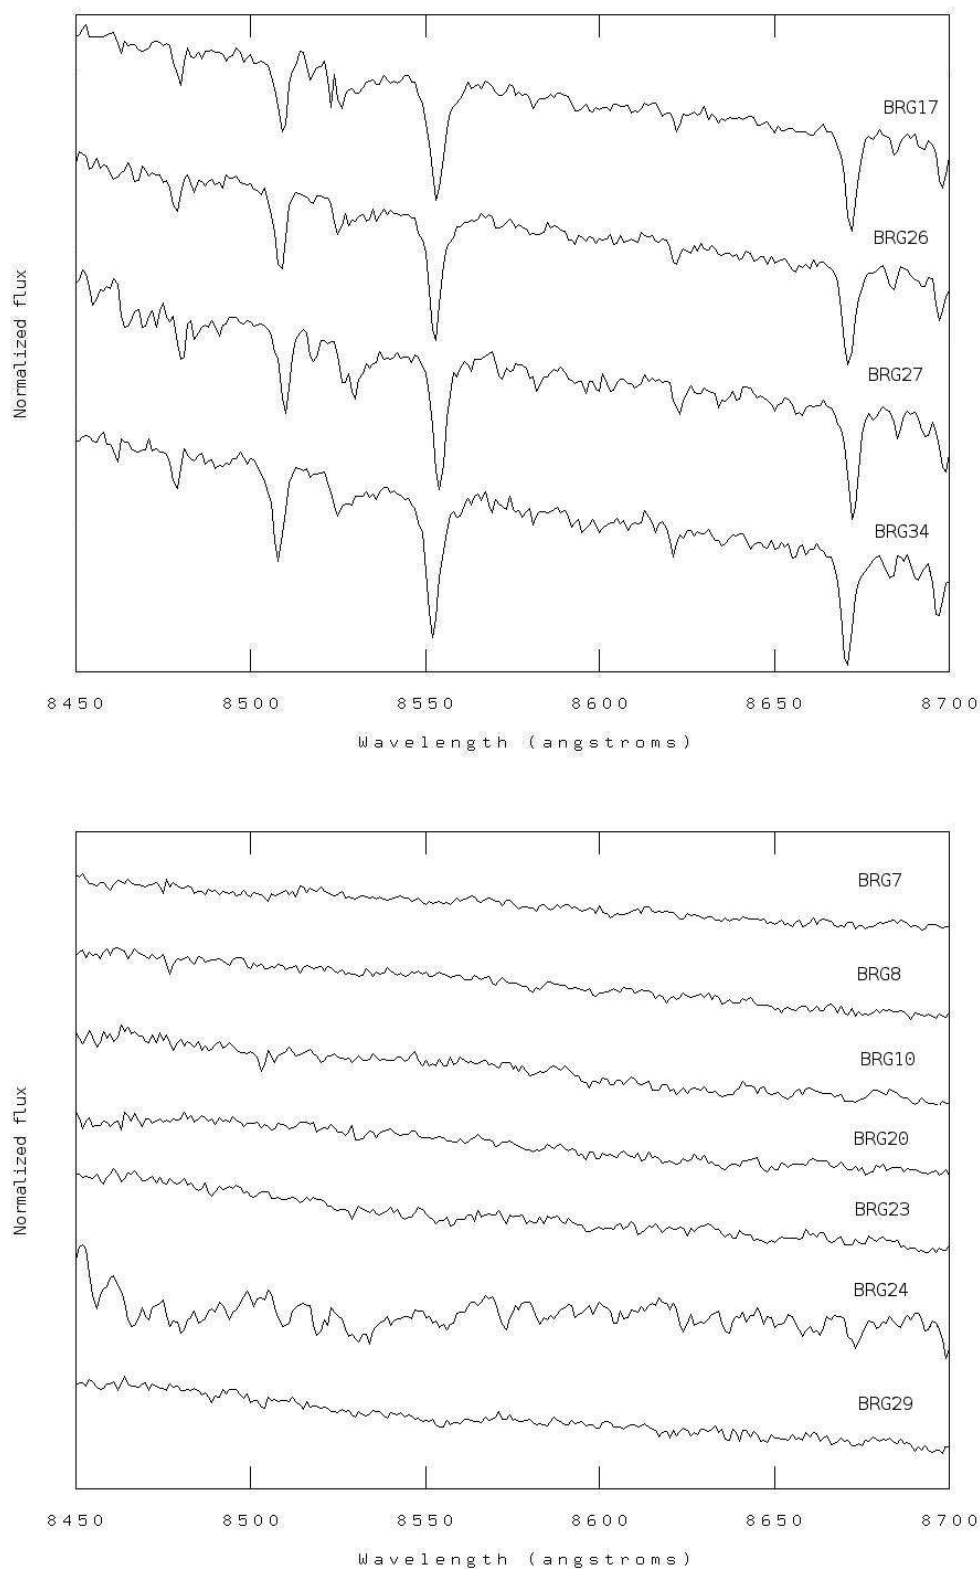 BRG17
BRG26
BRG27
BRG34
Normalized flux
8450 8500 8550 8600 8650 8700
Wavelength (angstroms)
BRG7
BRG8
BRG10
BRG20
BRG23
BRG24
BRG29
Normalized flux
8450 8500 8550 8600 8650 8700
Wavelength (angstroms)